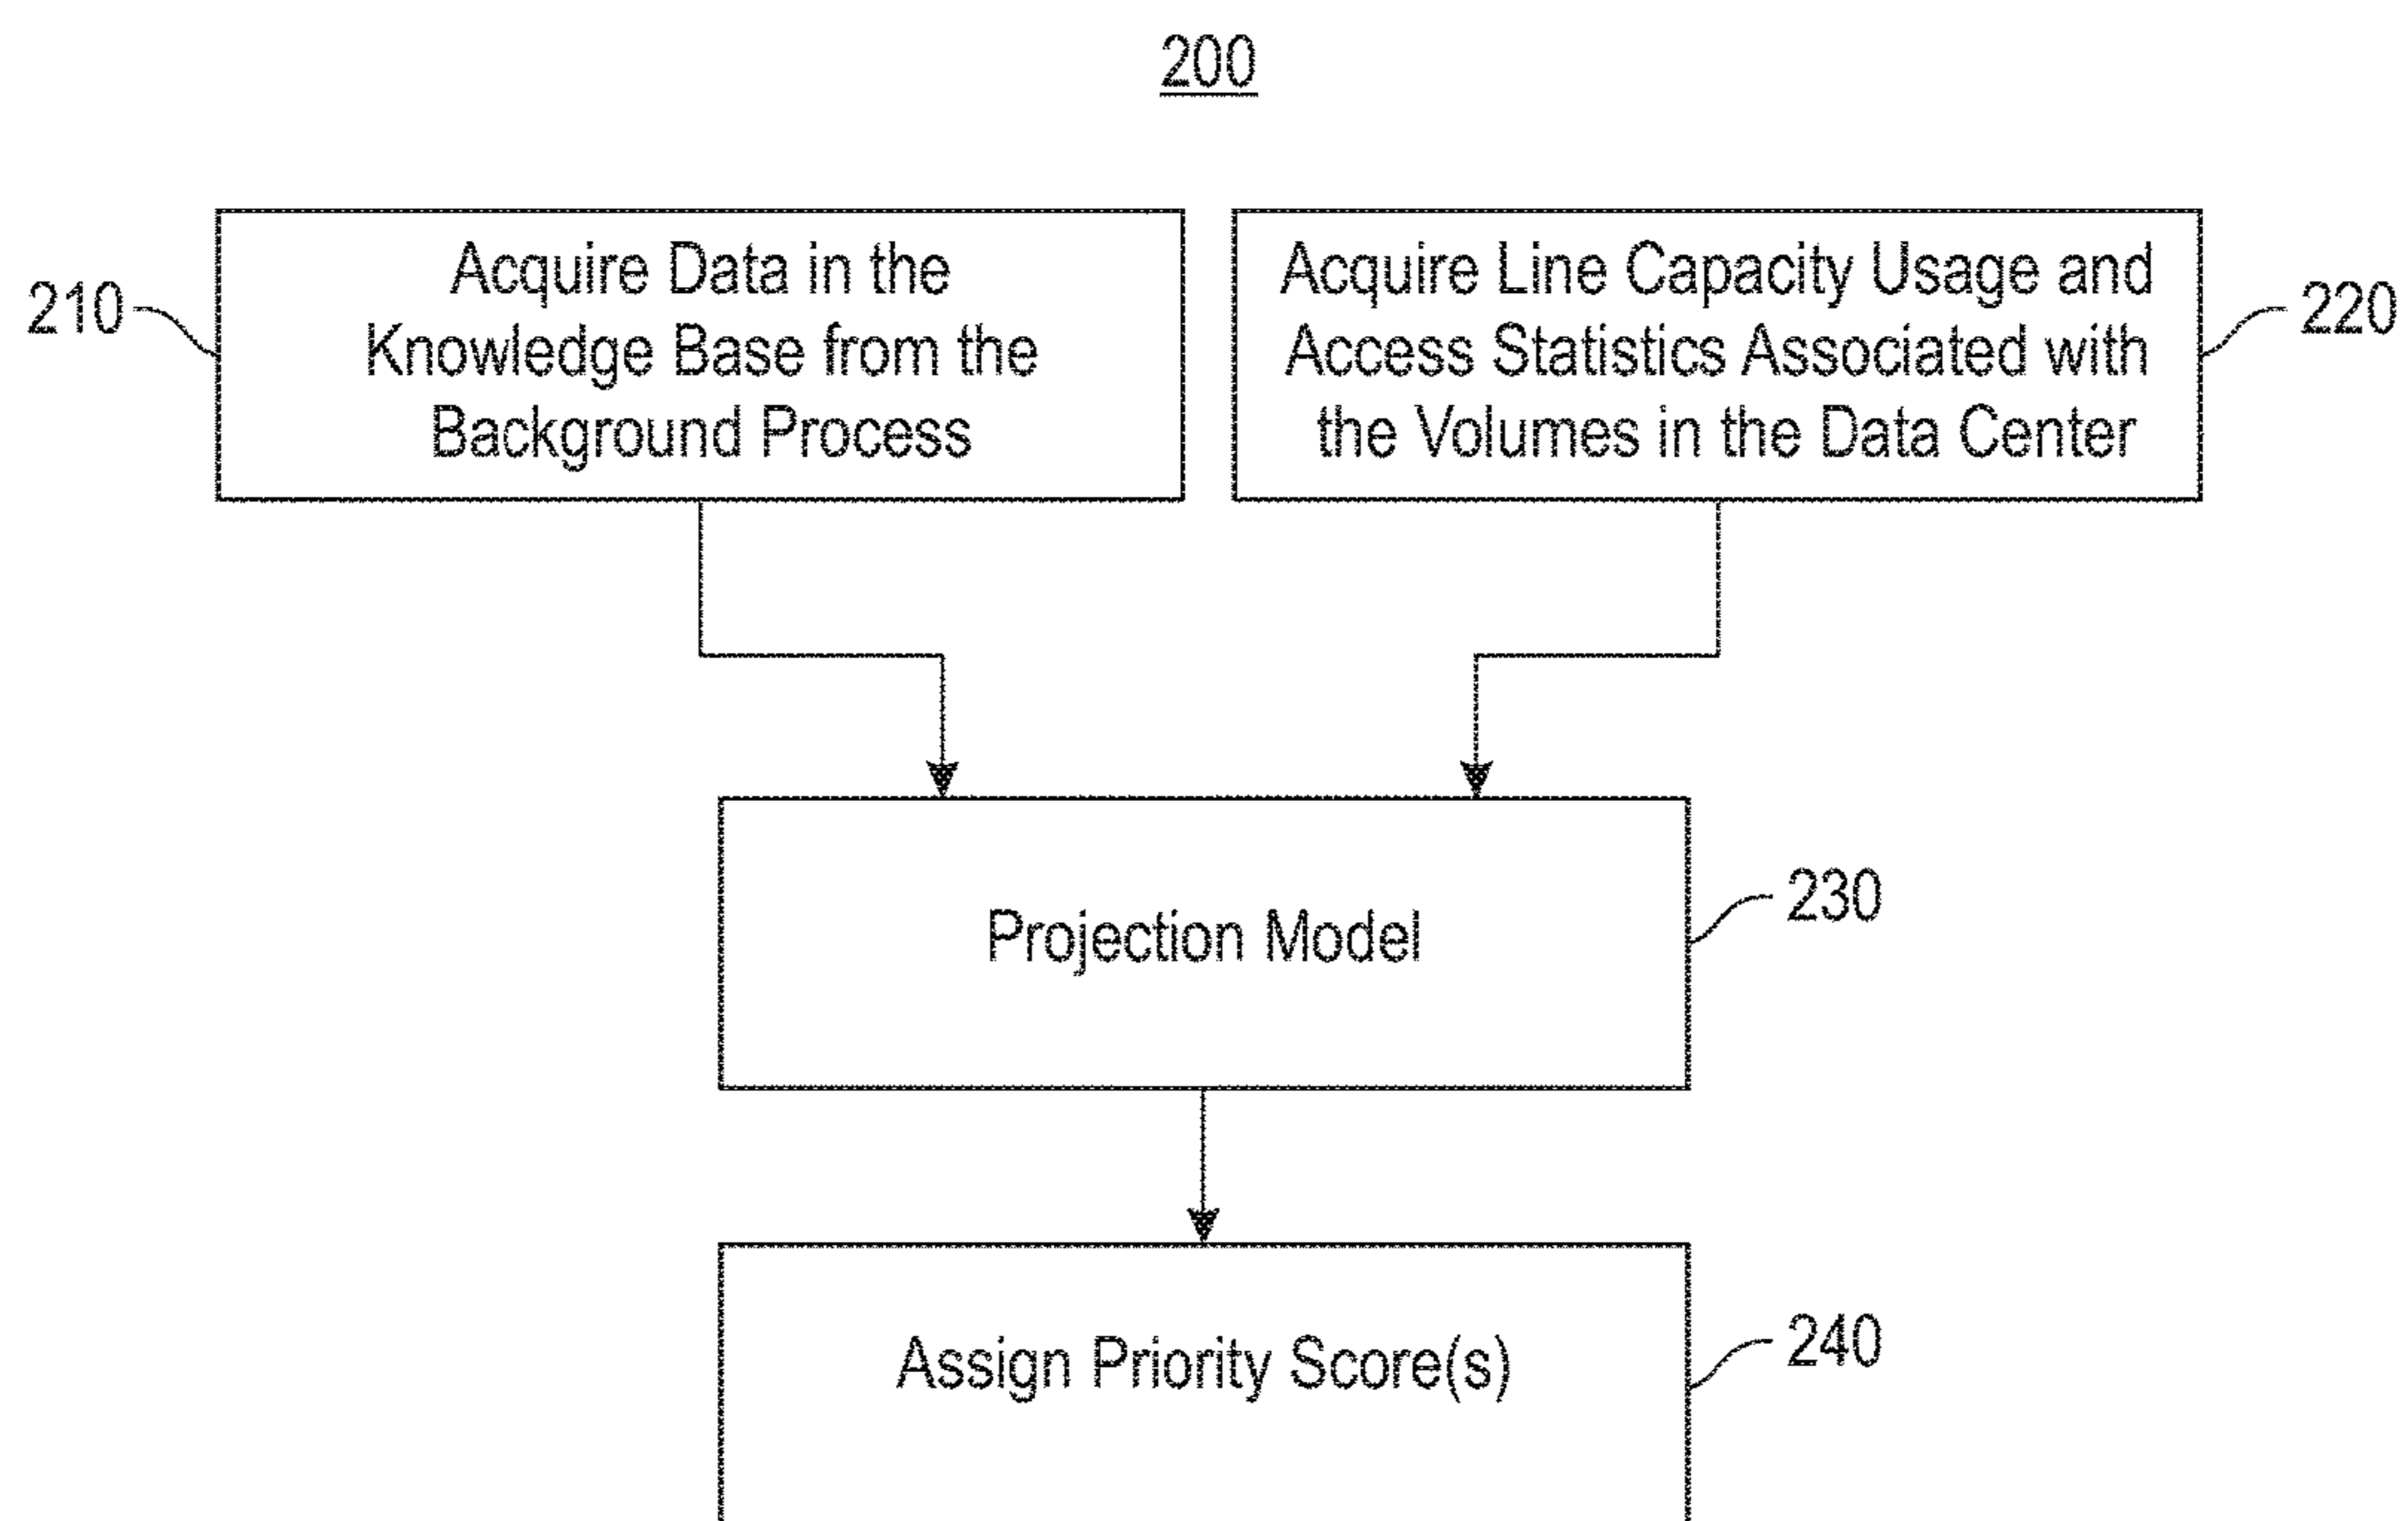 200
210
Acquire Data in the
Knowledge Base from the
Background Process
Acquire Line Capacity Usage and
Access Statistics Associated with
the Volumes in the Data Center
220
Projection Model
230
Assign Priority Score(s)
240